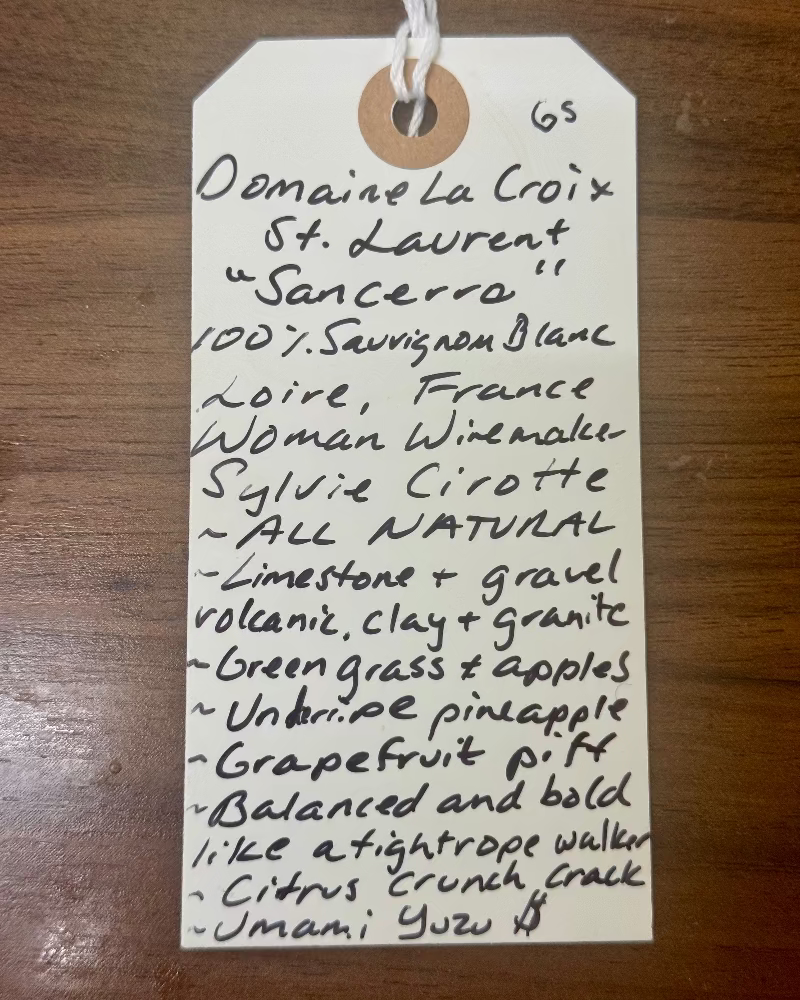 65
Domaine La Croix
St. Laurent
"Sancerre"
100% Sauvignon Blanc
Loire, France
Woman Winemaker
Sylvie Cirotte
~ ALL NATURAL
~ Limestone + gravel
volcanic, clay + granite
~ Green grass + apples
~ Underripe pineapple
~ Grapefruit pith
~ Balanced and bold
like a tightrope walker
~ Citrus crunch crack
~ Umami Yuzu $